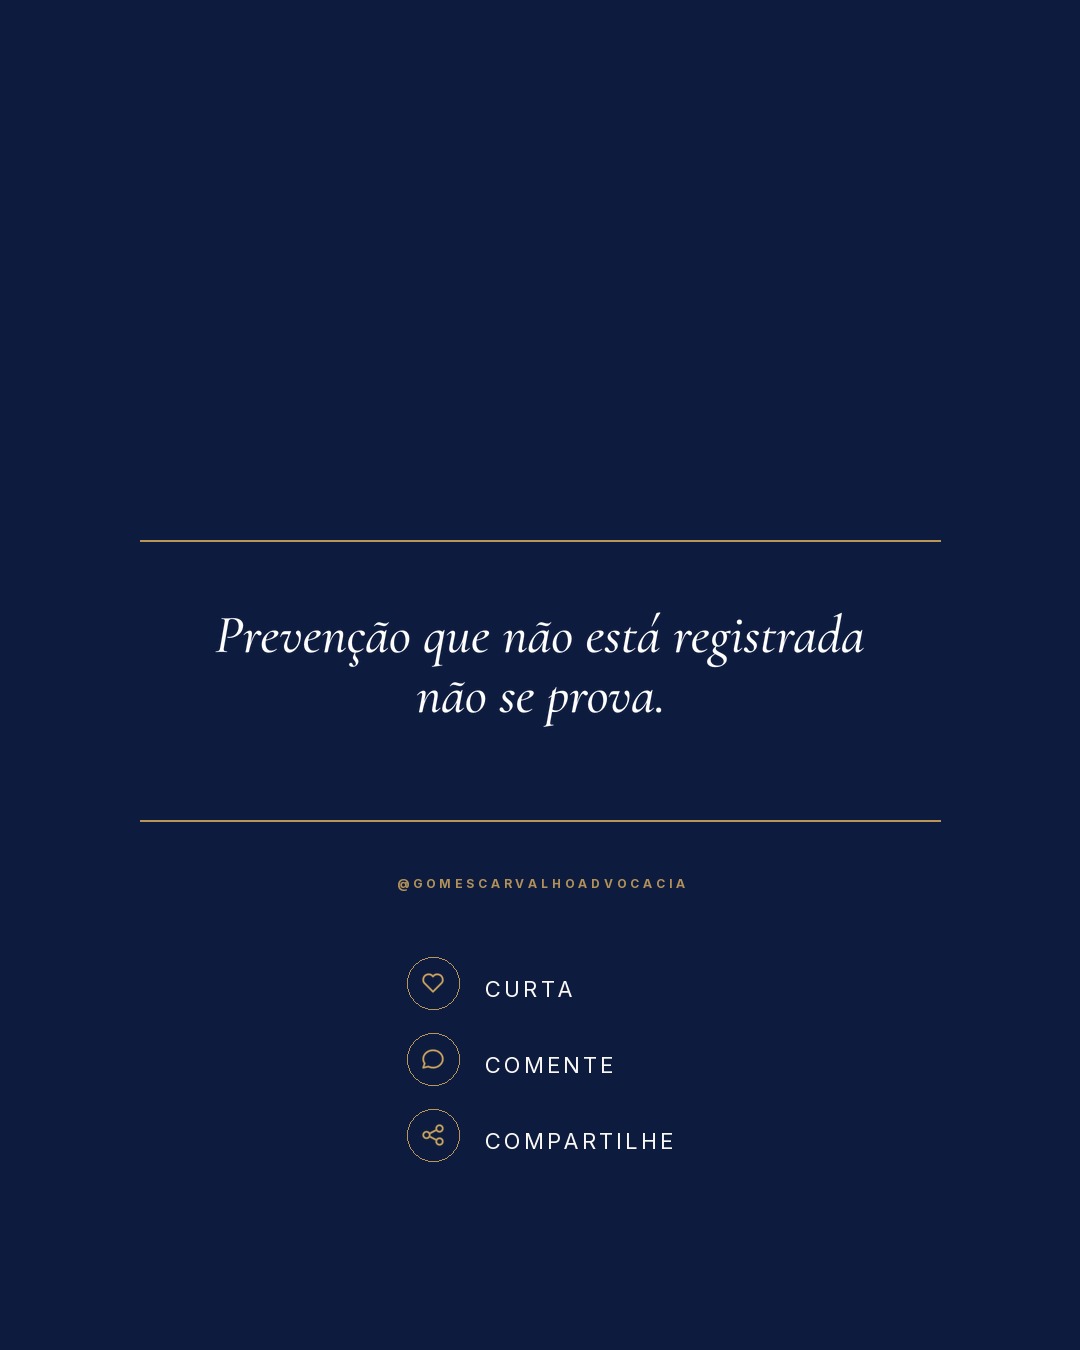 Prevenção que não está registrada
não se prova.
@GOMESCARVALHOADVOCACIA
CURTA
COMENTE
COMPARTILHE